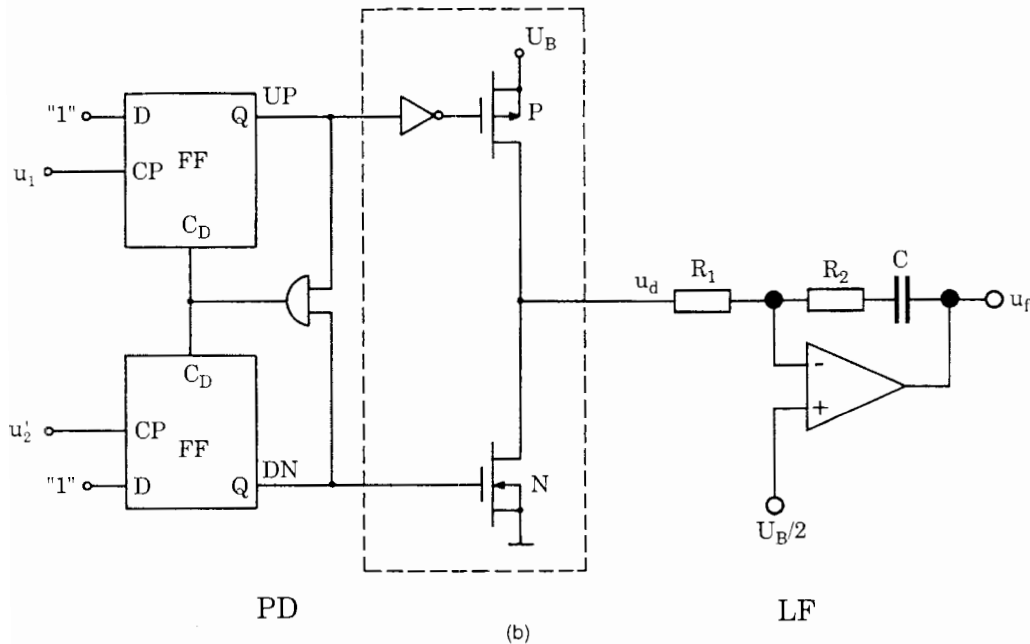 U_B
UP
"1"
D
Q
FF
P
u_1
CP
C_D
u_d
R_1
R_2
C
u_f
-
+
C_D
u_2'
CP
FF
DN
"1"
D
Q
N
U_B/2
PD
LF
(b)